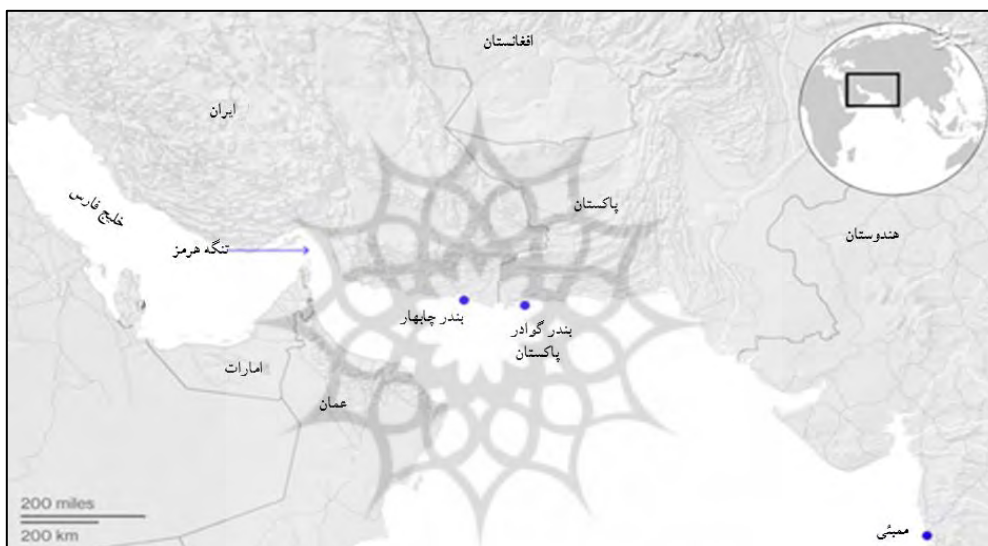 افغانستان
ایران
پاکستان
خلیج فارس
هندوستان
تنگه هرمز
بندر چابهار
بندر گوادر
پاکستان
امارات
عمان
200 miles
200 km
ممبئی